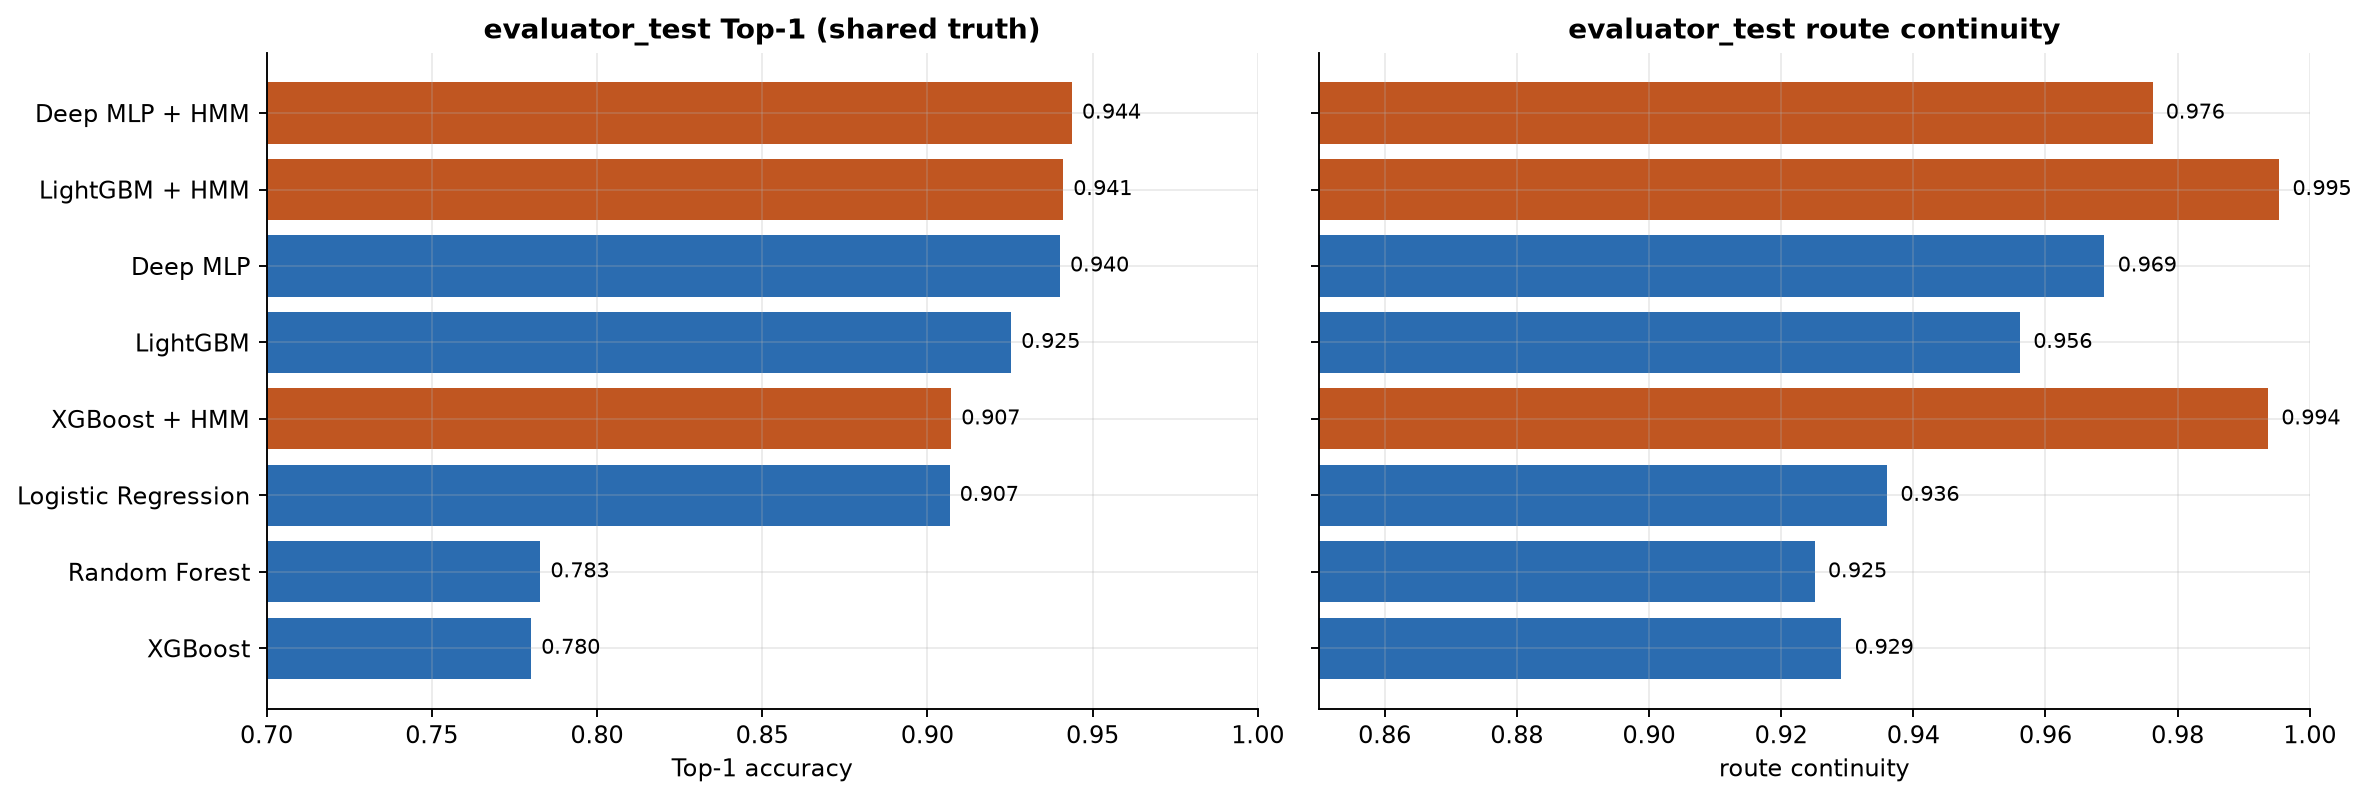 evaluator_test Top-1 (shared truth)
Deep MLP + HMM
0.944
LightGBM + HMM
0.941
Deep MLP
0.940
LightGBM
0.925
XGBoost + HMM
0.907
Logistic Regression
0.907
Random Forest
0.783
XGBoost
0.780
0.70 0.75 0.80 0.85 0.90 0.95 1.00
Top-1 accuracy
evaluator_test route continuity
0.976
0.995
0.969
0.956
0.994
0.936
0.925
0.929
0.86 0.88 0.90 0.92 0.94 0.96 0.98 1.00
route continuity